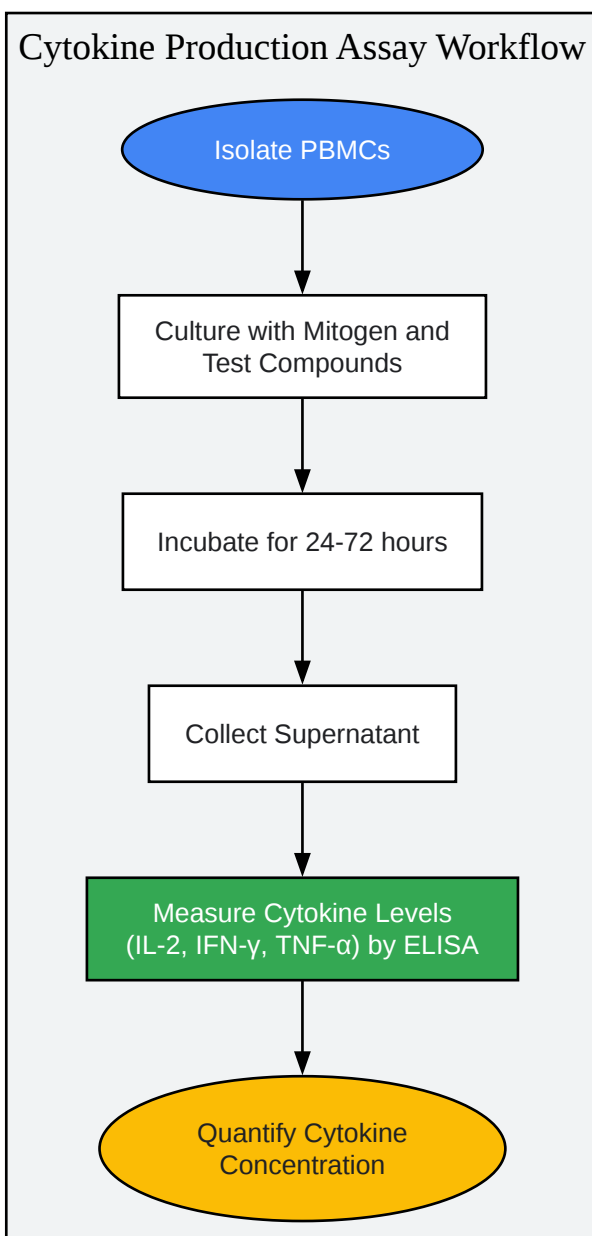 Cytokine Production Assay Workflow
Isolate PBMCs
Culture with Mitogen and
Test Compounds
Incubate for 24-72 hours
Collect Supernatant
Measure Cytokine Levels
(IL-2, IFN-γ, TNF-α) by ELISA
Quantify Cytokine
Concentration